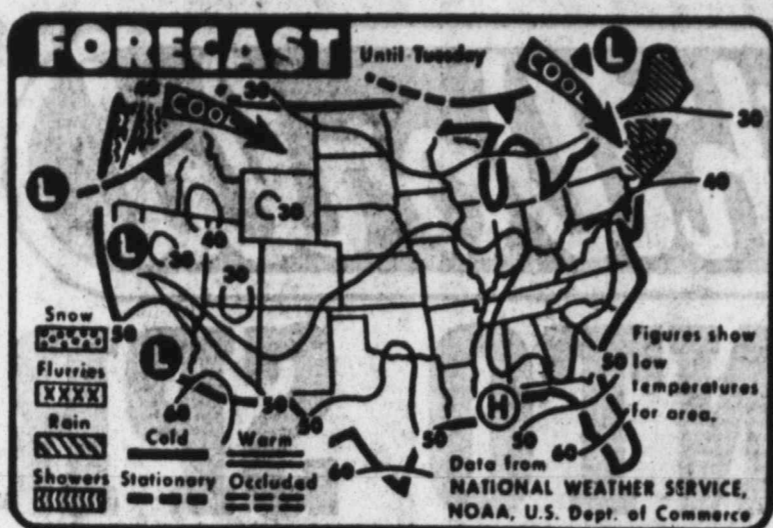 FORECAST
Until Tuesday
COOL
L
40
COOL
30
30
L
40
30
40
L
30
30
50
L
Snow
Flurries
Rain
Showers
Cold
Warm
Stationary
Occluded
60
50
50
60
50
H
50
50
60
Figures show
low
temperatures
for area.
Data from
NATIONAL WEATHER SERVICE,
NOAA, U.S. Dept. of Commerce